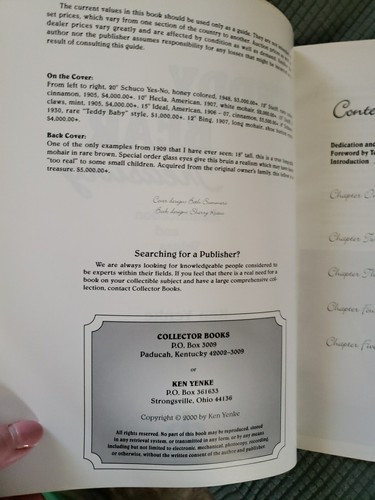 The current values in this book should be used only as a guide. They are not
set prices, which vary from one section of the country to another. Auction prices
dealer prices vary greatly and are affected by condition as well as demand. Neither the
author nor the publisher assumes responsibility for any losses that might be
result of consulting this guide.
On the Cover:
From left to right, 20" Schuco Yes-No, honey colored, 1948,
cinnamon, 1905, $4,000.00+. 10" Hecla, American, 1907, white mohair,
claws, mint, 1905, $4,000.00+. 15" Ideal, American, 1906 – 07, cinnamon,
1930, rare "Teddy Baby" style, $1,000.00+. 12" Bing, 1907, long mohair,
$4,000.00+.
Back Cover:
One of the only examples from 1909 that I have ever seen: 18" tall, this is a
mohair in rare brown. Special order glass eyes give this bruin a realism which may have been
"too real" to some small children. Acquired from the original owner's family, this
treasure. $5,000.00+.
Cover design: Beth Summers
Book design: Sherry Kraus
Searching for a Publisher?
We are always looking for knowledgeable people considered to
be experts within their fields. If you feel that there is a real need for a
book on your collectible subject and have a large comprehensive col-
lection, contact Collector Books.
COLLECTOR BOOKS
P.O. Box 3009
Paducah, Kentucky 42002–3009
or
KEN YENKE
P.O. Box 361633
Strongsville, Ohio 44136
Copyright © 2000 by Ken Yenke
All rights reserved. No part of this book may be reproduced, stored
in any retrieval system, or transmitted in any form, or by any means
including but not limited to electronic, mechanical, photocopy, recording
or otherwise, without the written consent of the author and publisher.
Conte
Dedication and
Foreword by Te
Introduction
Chapter On
Chapter Tw
Chapter Thr
Chapter Four
Chapter Five